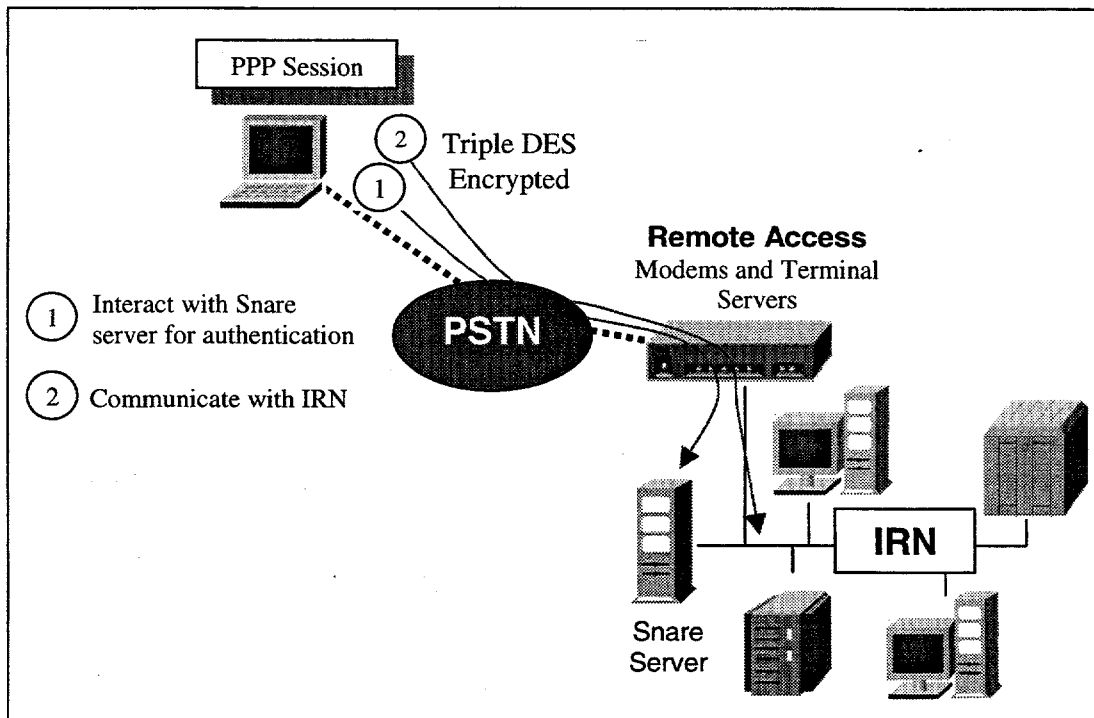 PPP Session
2
Triple DES
Encrypted
1
Remote Access
Modems and Terminal
Servers
1
Interact with Snare
server for authentication
PSTN
2
Communicate with IRN
IRN
Snare
Server